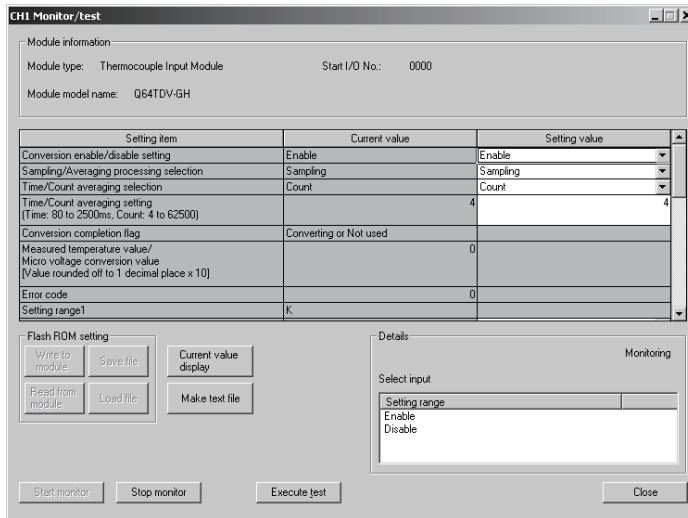 CH1 Monitor/test
Module information
Module type: Thermocouple Input Module Start I/O No.: 0000
Module model name: Q64TDV-GH
Setting item Current value Setting value
Conversion enable/disable setting Enable Enable
Sampling/Averaging processing selection Sampling Sampling
Time/Count averaging selection Count Count
Time/Count averaging setting 4 4
(Time: 80 to 2500ms, Count: 4 to 62500)
Conversion completion flag Converting or Not used
Measured temperature value/ 0
Micro voltage conversion value
[Value rounded off to 1 decimal place x 10]
Error code 0
Setting range1 K
Flash ROM setting
Write to
module
Save file
Current value
display
Read from
module
Load file
Make text file
Details
Monitoring
Select input
Setting range
Enable
Disable
Start monitor Stop monitor Execute test Close